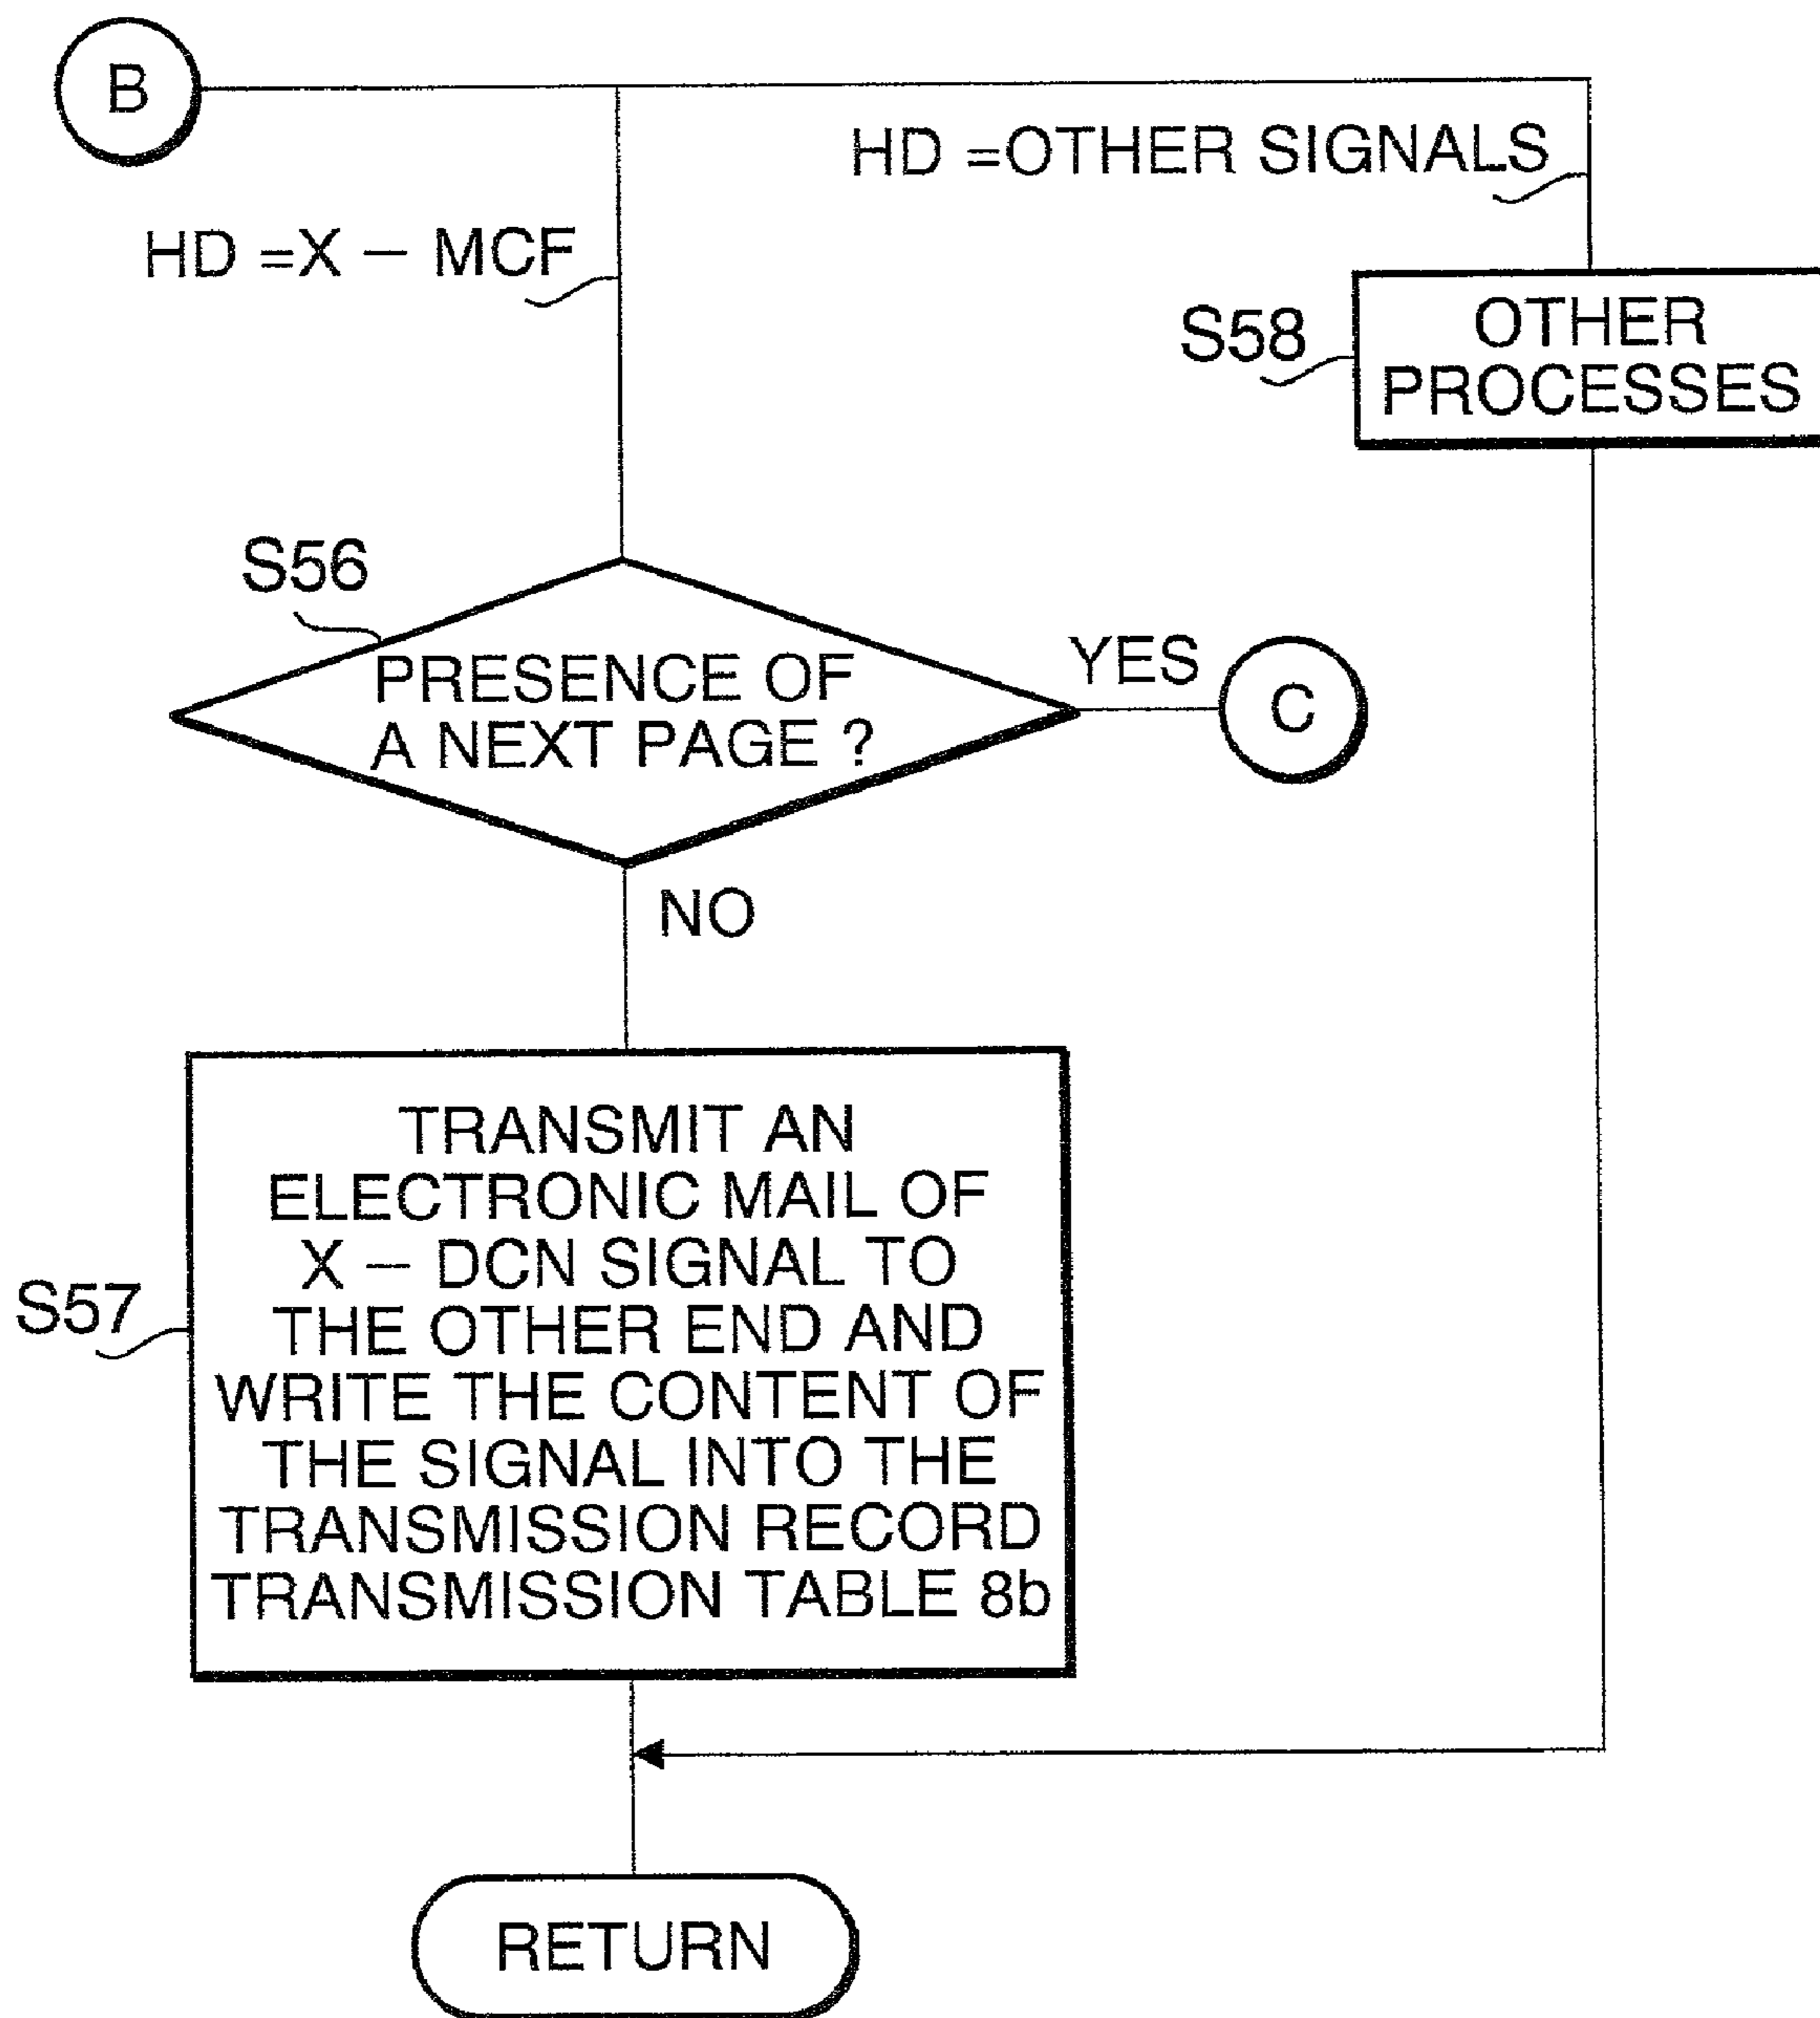 B
HD =OTHER SIGNALS
HD =X – MCF
S58
OTHER
PROCESSES
S56
PRESENCE OF
A NEXT PAGE ?
YES
C
NO
S57
TRANSMIT AN
ELECTRONIC MAIL OF
X – DCN SIGNAL TO
THE OTHER END AND
WRITE THE CONTENT OF
THE SIGNAL INTO THE
TRANSMISSION RECORD
TRANSMISSION TABLE 8b
RETURN